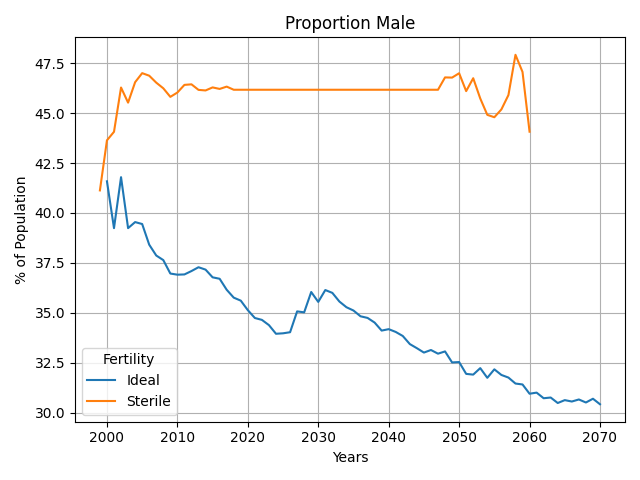 Proportion Male
% of Population
47.5
45.0
42.5
40.0
37.5
35.0
32.5
30.0
Fertility
Ideal
Sterile
2000 2010 2020 2030 2040 2050 2060 2070
Years